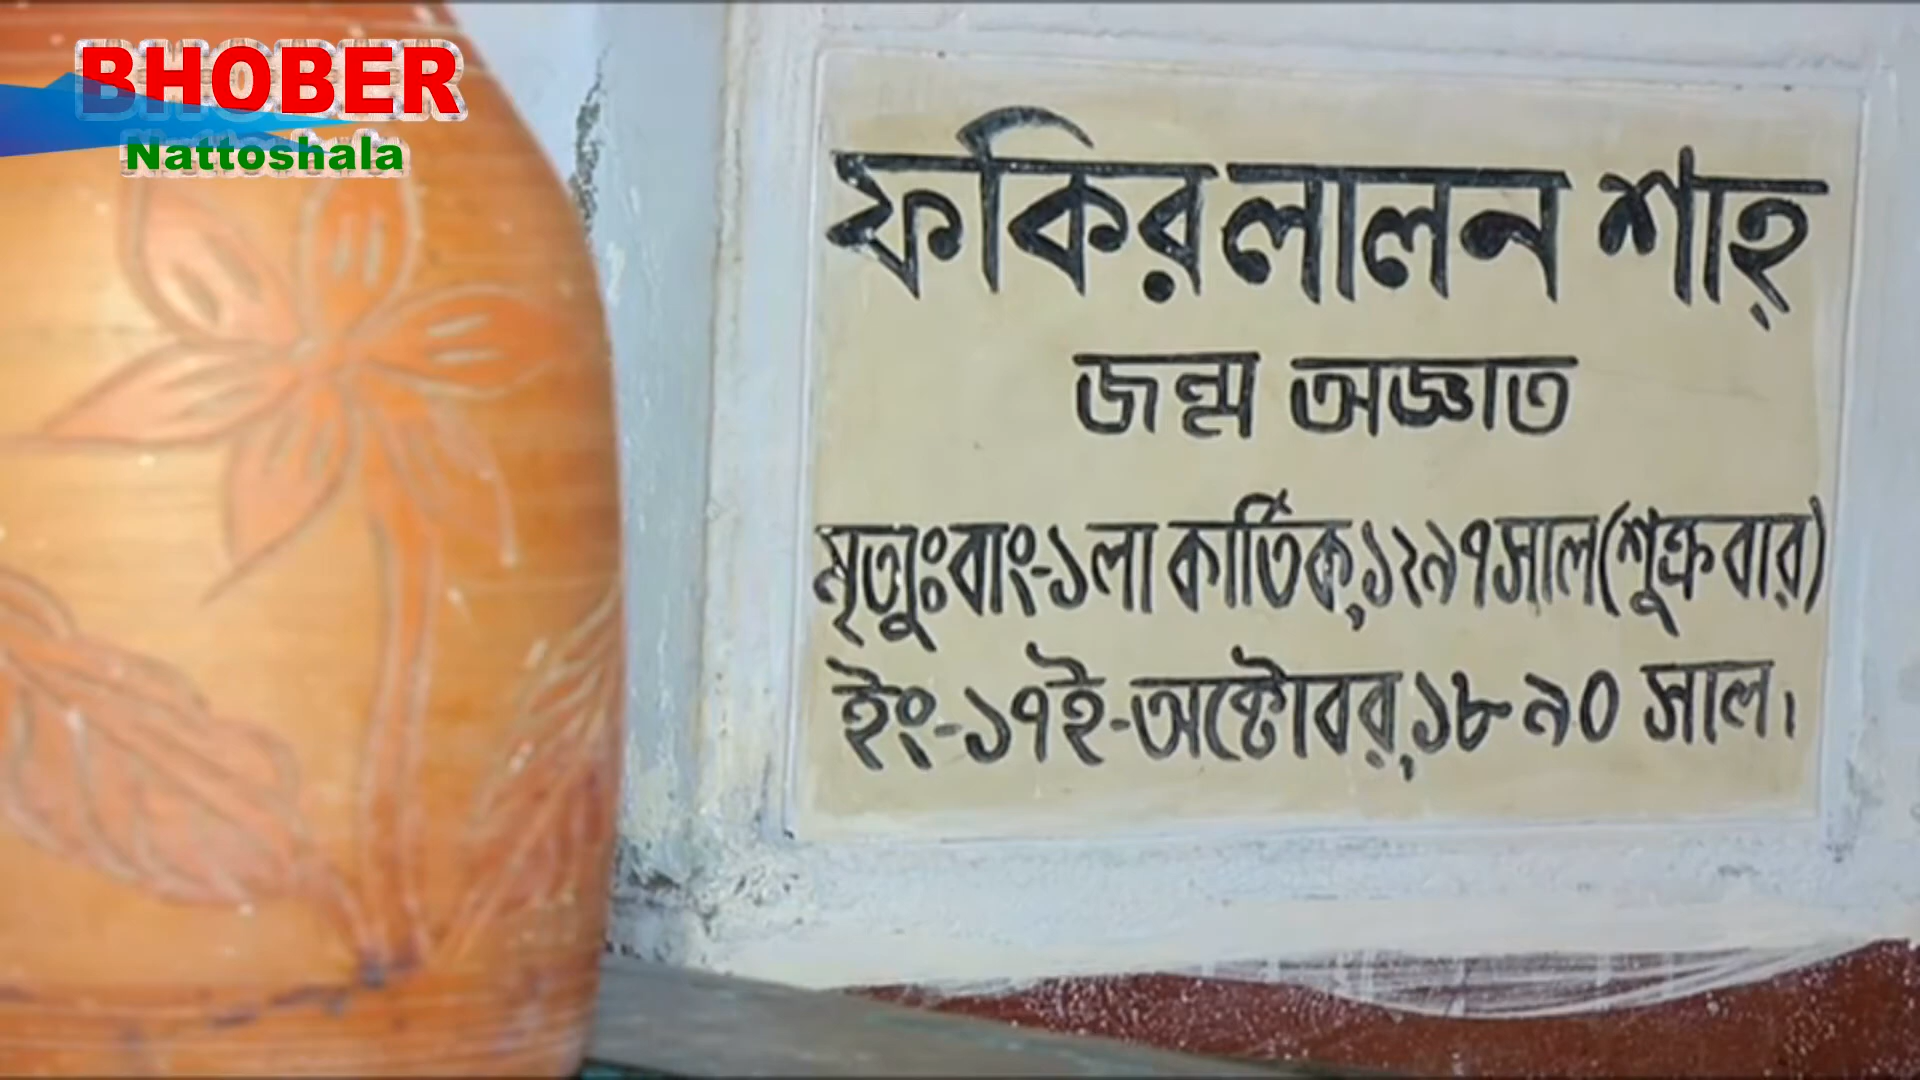 BHOBER
Nattoshala
ফকির লালন শাহ্
জন্ম অজ্ঞাত
মৃত্যুঃ বাং-১লা কার্তিক, ১২৯৭ সাল (শুক্রবার)
ইং-১৭ই-অক্টোবর, ১৮৯০ সাল।